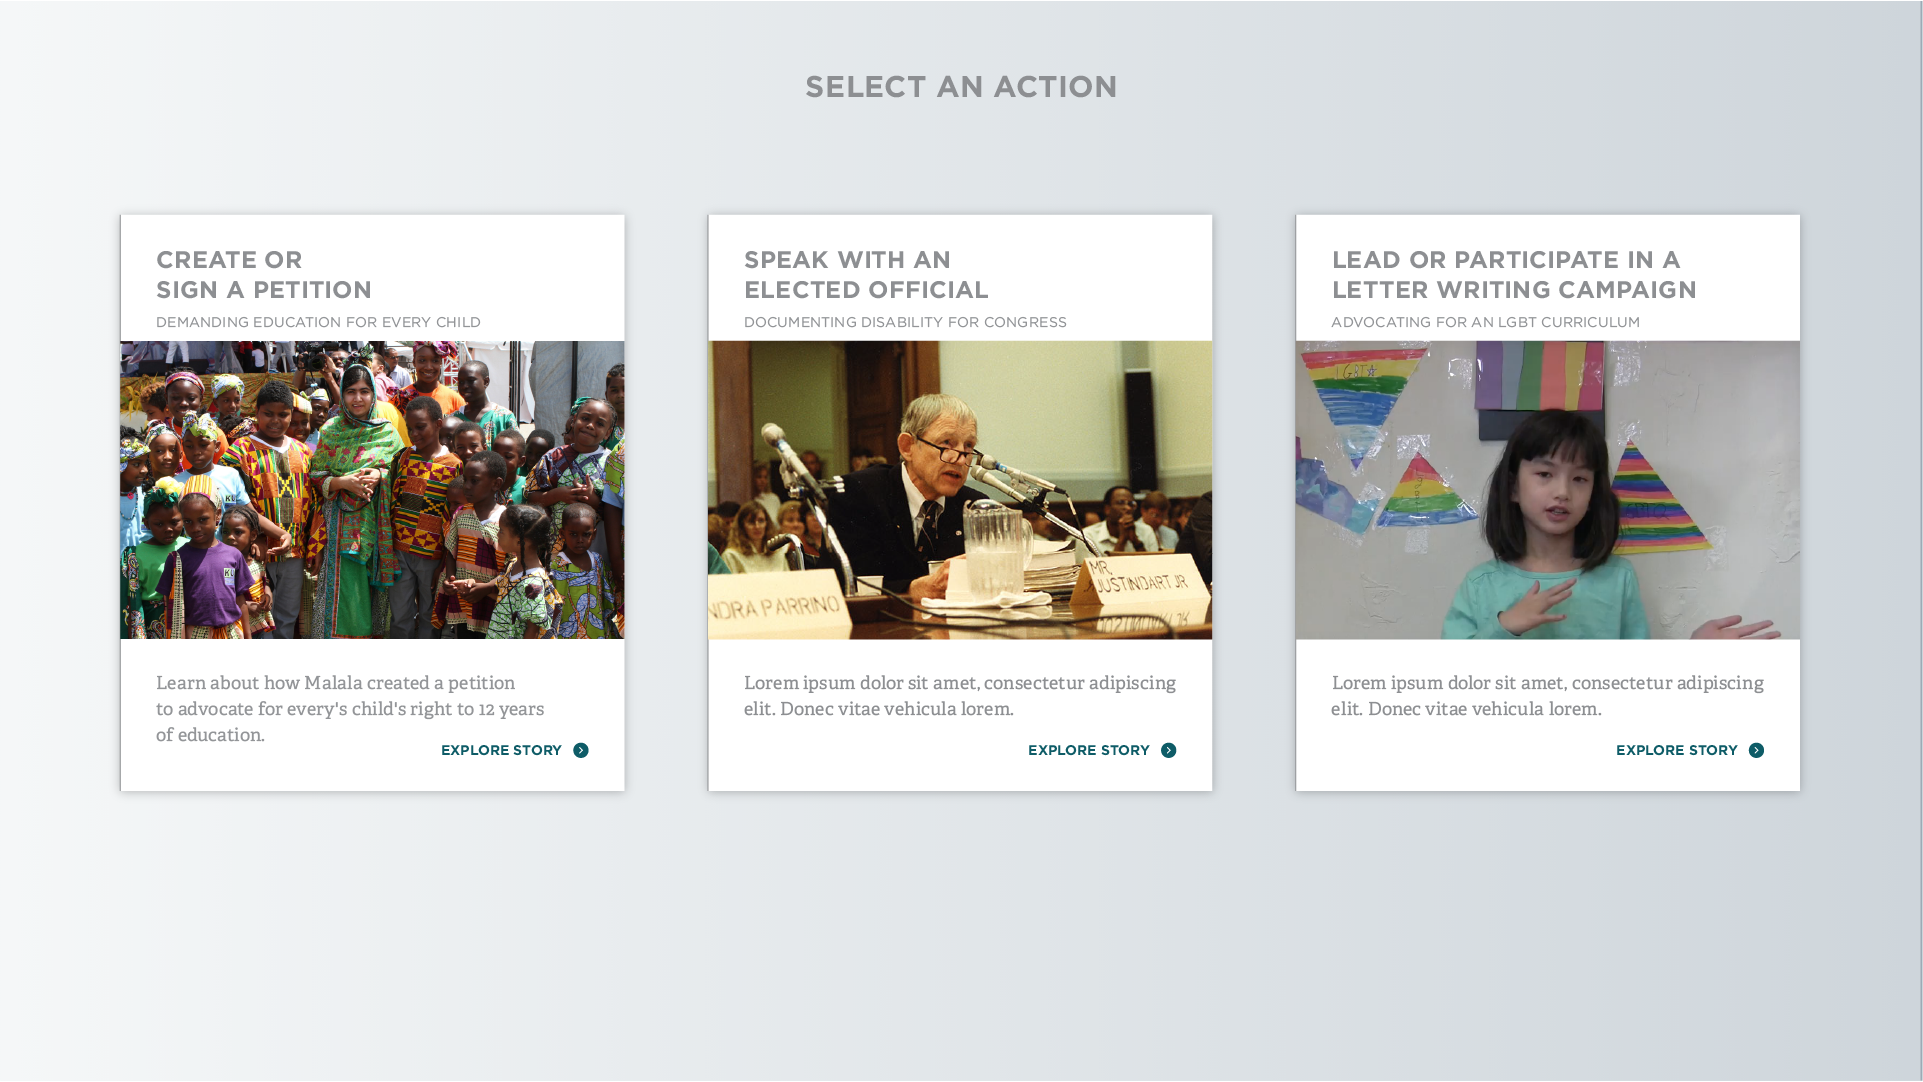 SELECT AN ACTION
CREATE OR
SIGN A PETITION
DEMANDING EDUCATION FOR EVERY CHILD
KU
KU
Learn about how Malala created a petition
to advocate for every's child's right to 12 years
of education.
EXPLORE STORY
SPEAK WITH AN
ELECTED OFFICIAL
DOCUMENTING DISABILITY FOR CONGRESS
NDRA PARRINO
MR.
JUSTIN DART JR
Lorem ipsum dolor sit amet, consectetur adipiscing
elit. Donec vitae vehicula lorem.
EXPLORE STORY
LEAD OR PARTICIPATE IN A
LETTER WRITING CAMPAIGN
ADVOCATING FOR AN LGBT CURRICULUM
LGBT
Lorem ipsum dolor sit amet, consectetur adipiscing
elit. Donec vitae vehicula lorem.
EXPLORE STORY